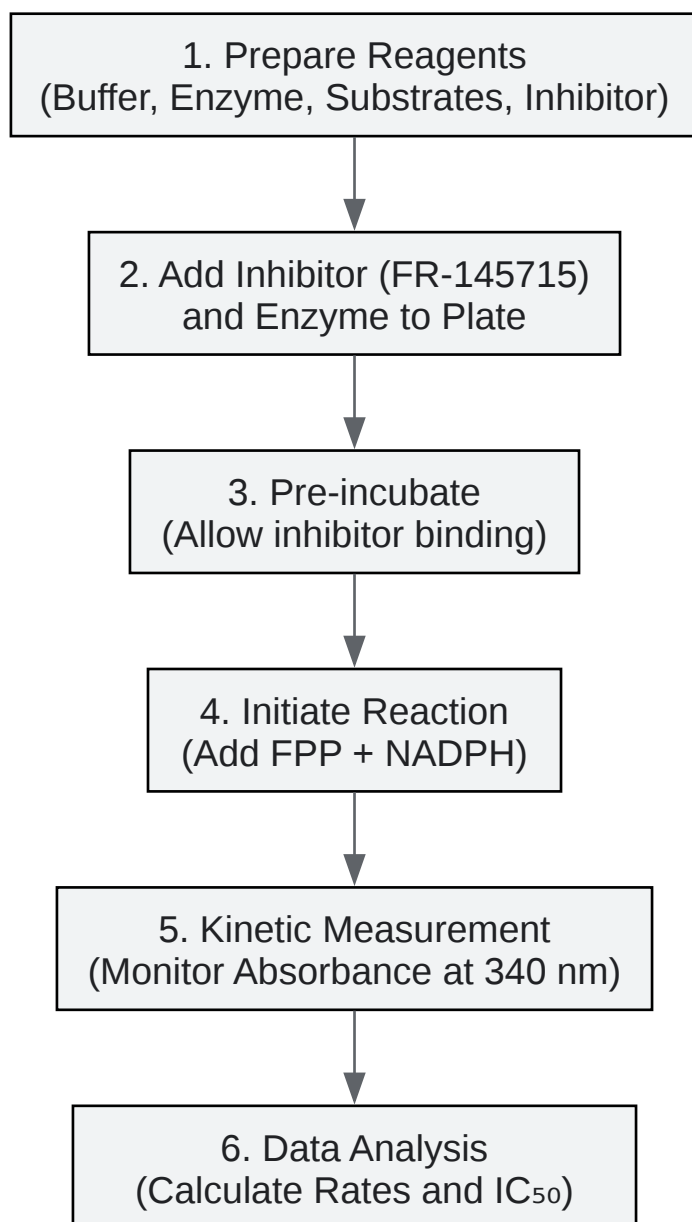 1. Prepare Reagents
(Buffer, Enzyme, Substrates, Inhibitor)
2. Add Inhibitor (FR-145715)
and Enzyme to Plate
3. Pre-incubate
(Allow inhibitor binding)
4. Initiate Reaction
(Add FPP + NADPH)
5. Kinetic Measurement
(Monitor Absorbance at 340 nm)
6. Data Analysis
(Calculate Rates and IC₅₀)